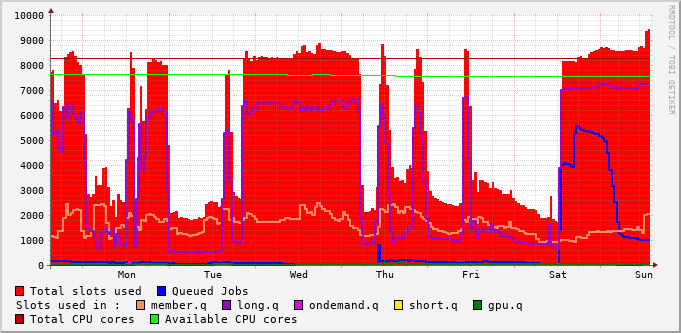 10000
9000
8000
7000
6000
5000
4000
3000
2000
1000
0
Mon Tue Wed Thu Fri Sat Sun
RRDTOOL / TOBI OETIKER
Total slots used Queued Jobs
Slots used in : member.q long.q ondemand.q short.q gpu.q
Total CPU cores Available CPU cores